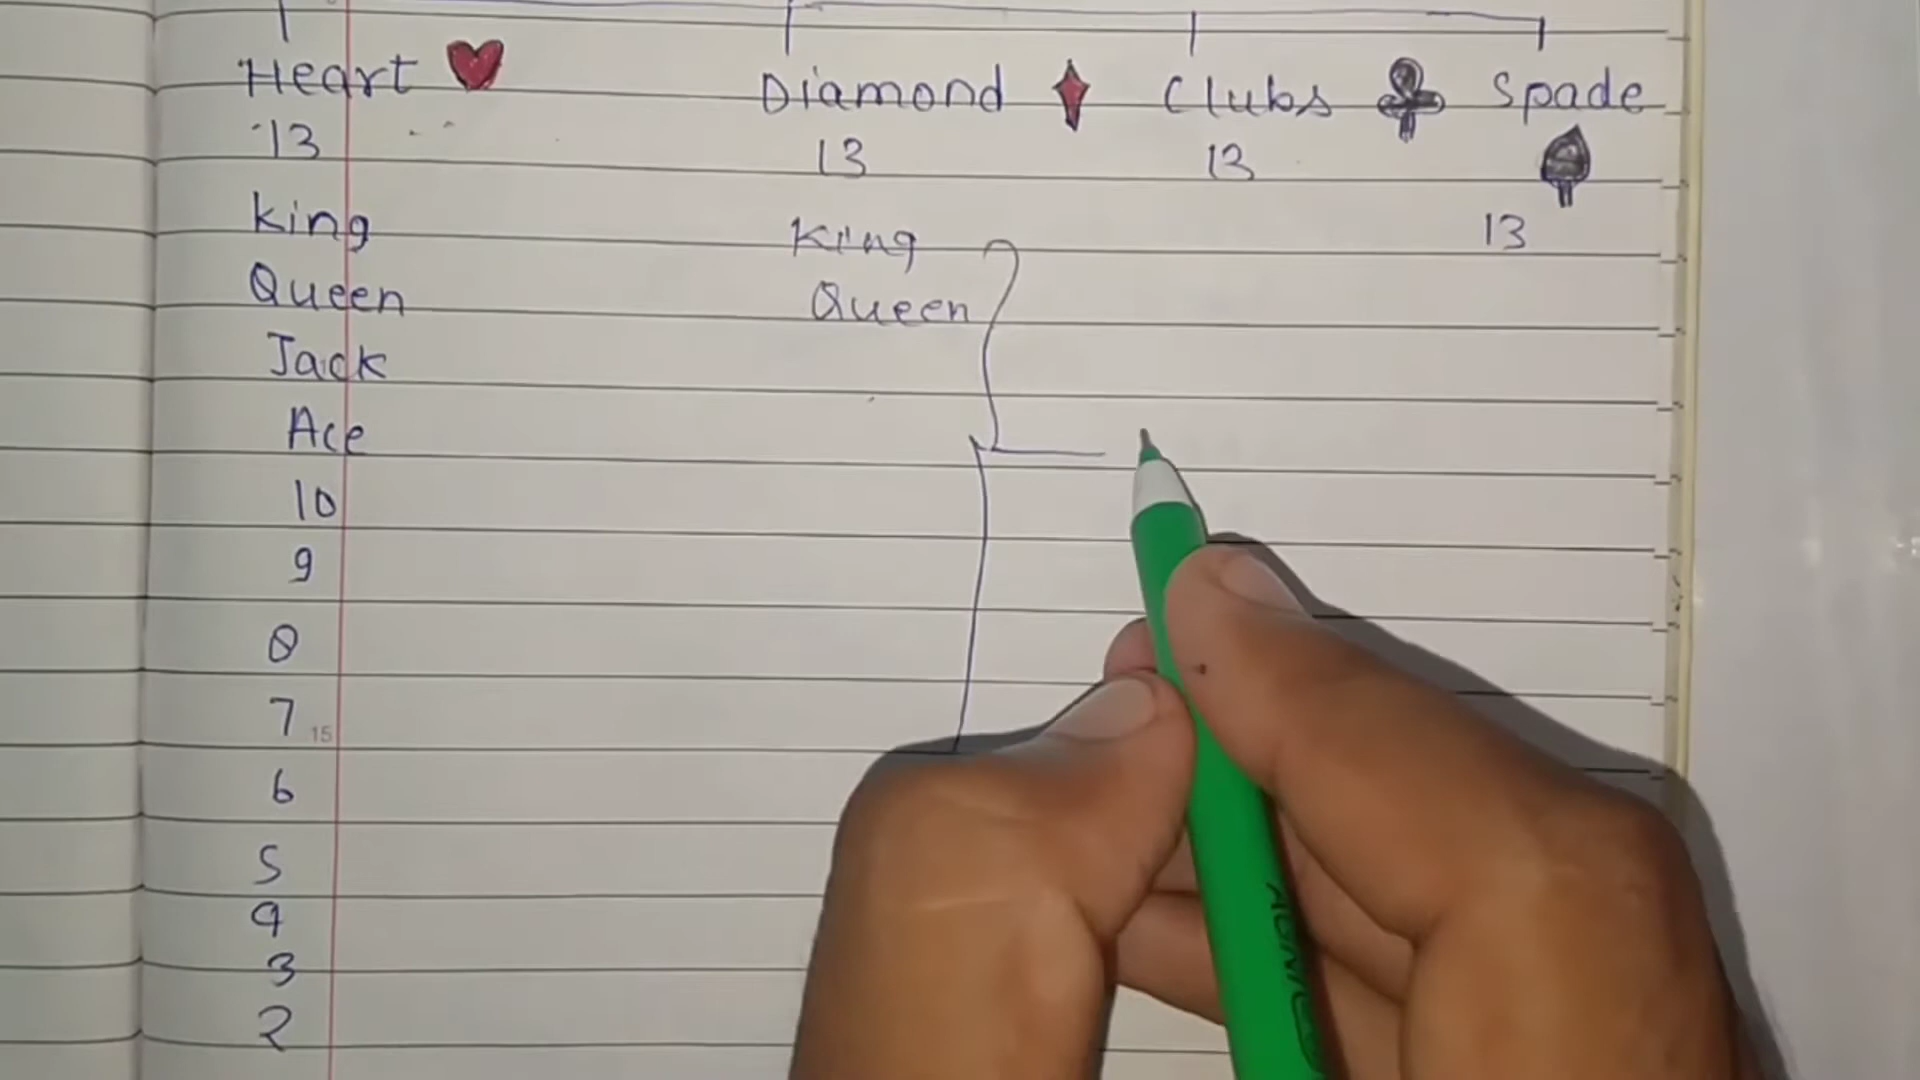 Heart
Diamond
Clubs
Spade
13
13
13
13
King
Queen
Jack
Ace
10
9
8
7
15
6
5
4
3
2
King
Queen